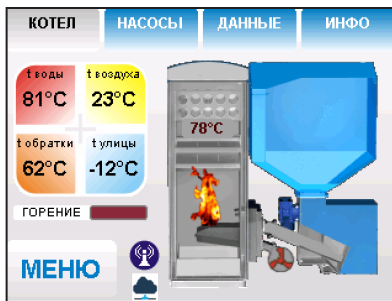 КОТЕЛ НАСОСЫ ДАННЫЕ ИНФО
t воды t воздуха
81°C 23°C
78°C
t обратки t улицы
62°C -12°C
ГОРЕНИЕ
МЕНЮ